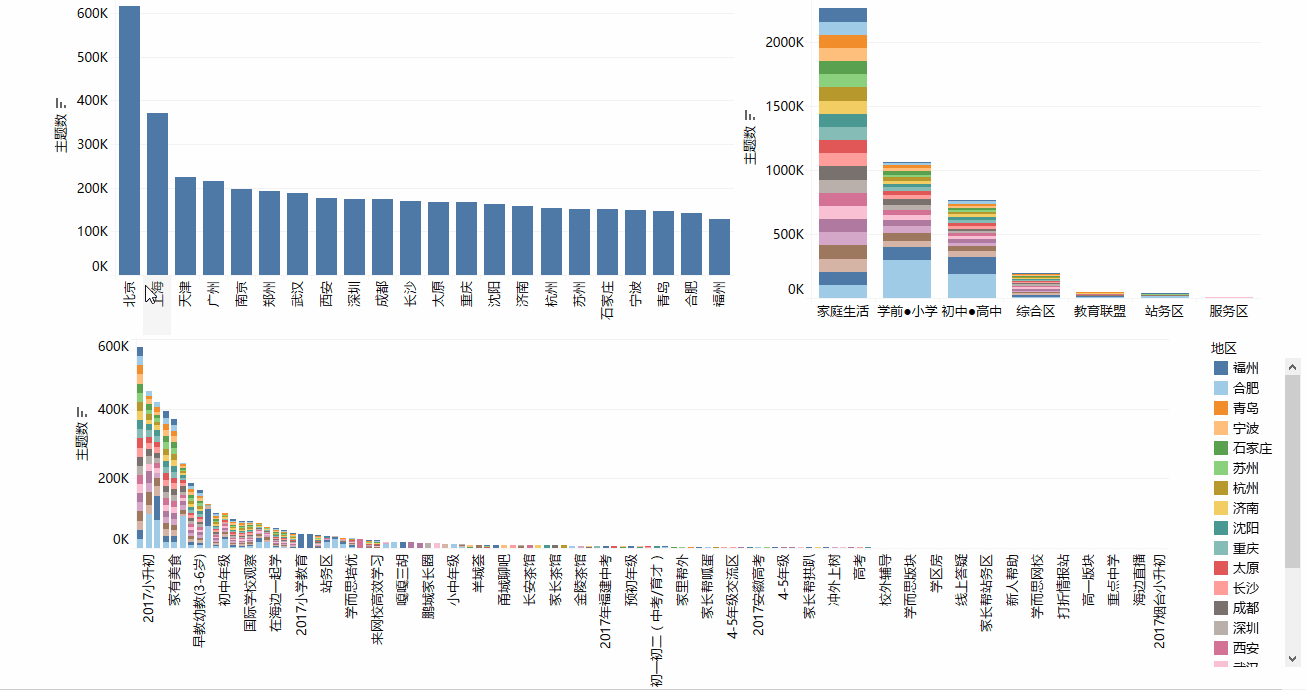 主题数
600K
500K
400K
300K
200K
100K
0K
北京
上海
天津
广州
南京
郑州
武汉
西安
深圳
成都
长沙
太原
重庆
沈阳
济南
杭州
苏州
石家庄
宁波
青岛
合肥
福州
主题数
2000K
1500K
1000K
500K
0K
家庭生活
学前●小学
初中●高中
综合区
教育联盟
站务区
服务区
主题数
600K
400K
200K
0K
2017小升初
家有美食
早教幼教(3-6岁)
初中年级
国际学校观察
在海边一起学
2017小学教育
站务区
学而思培优
来网校高效学习
嘎嘎三胡
鹏城家长圈
小中年级
羊城荟
甬城聊吧
长安茶馆
家长茶馆
金陵茶馆
2017年福建中考
预初年级
初一初二（中考/育才）
家里帮外
家长帮呱蛋
4-5年级交流区
2017安徽高考
4-5年级
家长帮拱趴
冲外上树
高考
校外辅导
学而思版块
学区房
线上答疑
家长帮站务区
新人帮助
学而思网校
打折情报站
高一版块
重点中学
海边直播
2017烟台小升初
地区
福州
合肥
青岛
宁波
石家庄
苏州
杭州
济南
沈阳
重庆
太原
长沙
成都
深圳
西安
武汉